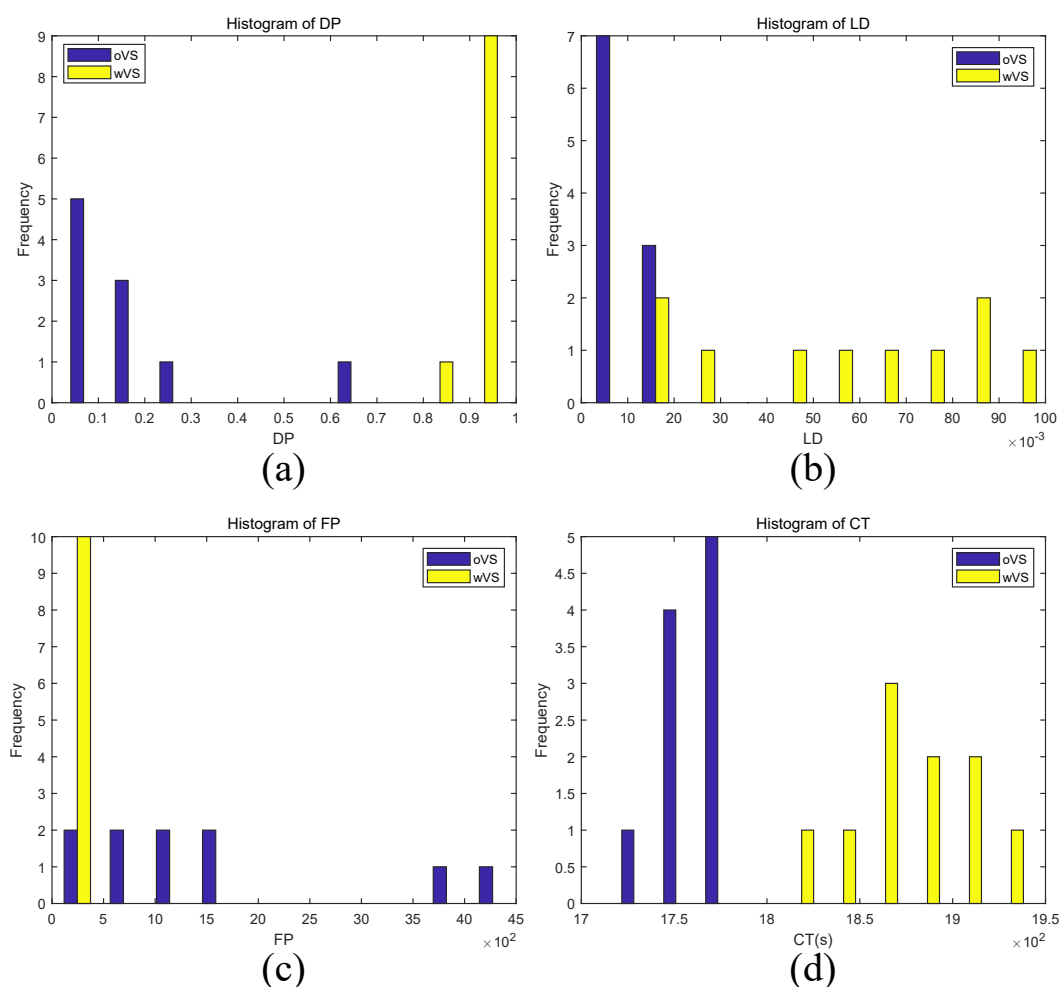 Histogram of DP
9
8
7
6
5
4
3
2
1
0
Frequency
oVS
wVS
0 0.1 0.2 0.3 0.4 0.5 0.6 0.7 0.8 0.9 1
DP
(a)
Histogram of LD
7
6
5
4
3
2
1
0
Frequency
oVS
wVS
0 10 20 30 40 50 60 70 80 90 100
LD
×10⁻³
(b)
Histogram of FP
10
9
8
7
6
5
4
3
2
1
0
Frequency
oVS
wVS
0 5 10 15 20 25 30 35 40 45
FP
×10²
(c)
Histogram of CT
5
4.5
4
3.5
3
2.5
2
1.5
1
0.5
0
Frequency
oVS
wVS
17 17.5 18 18.5 19 19.5
CT(s)
×10²
(d)